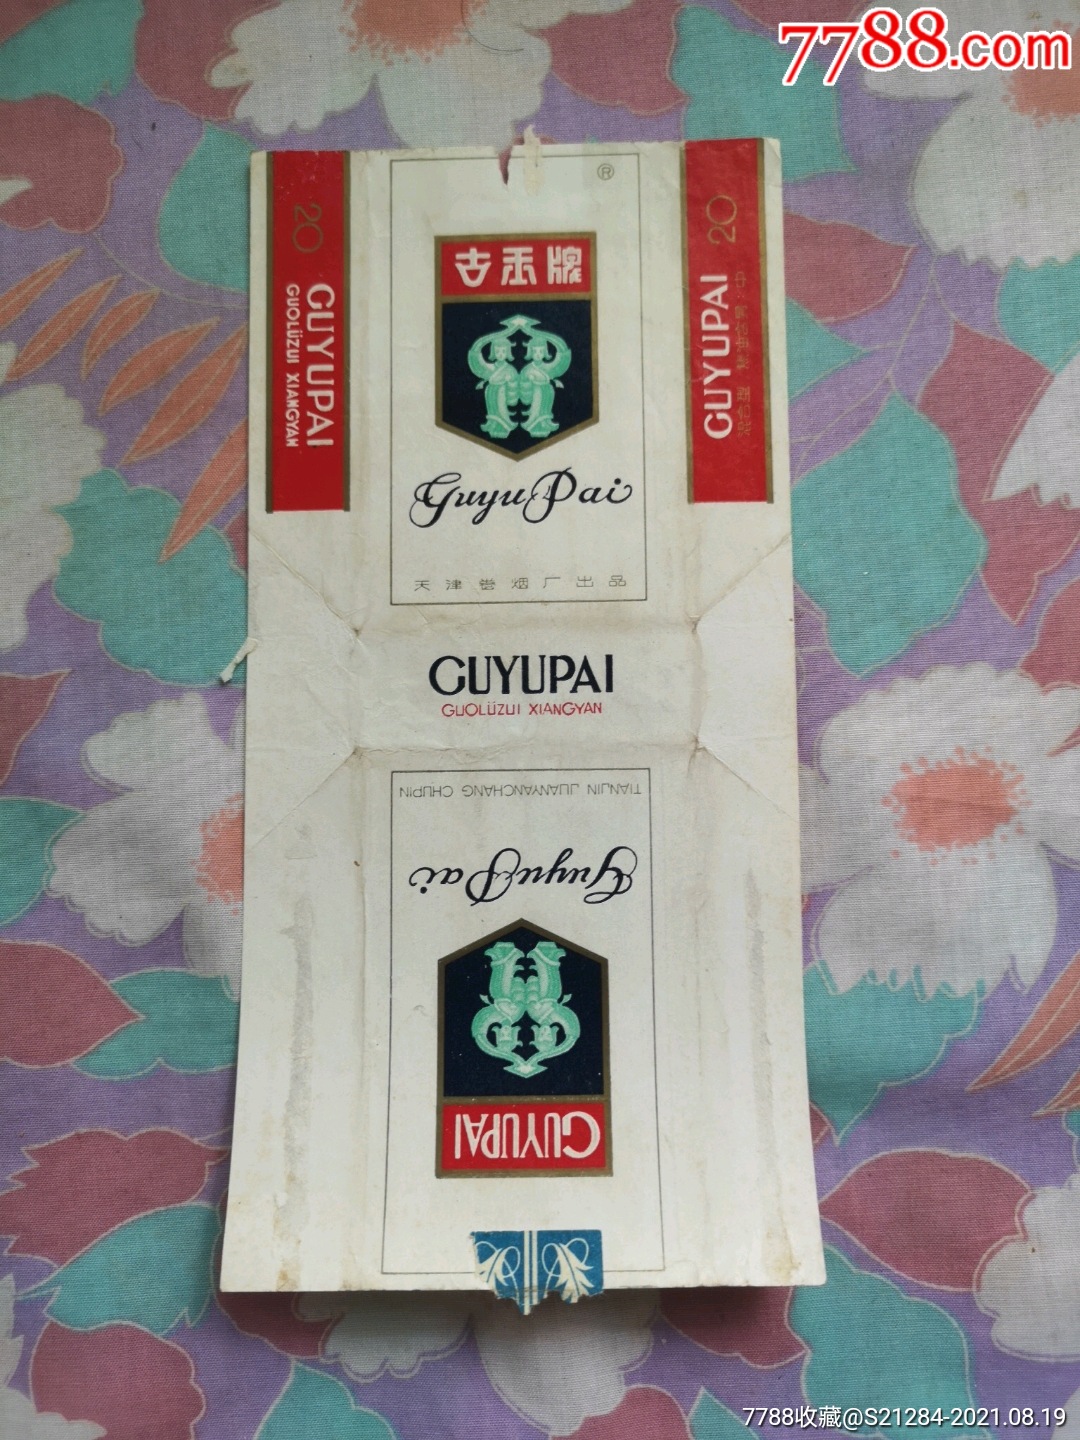 7788.com
20
GUYUPAI
GUOLÜZUI XIANGYAN
®
古玉牌
Guyu Pai
天津卷烟厂出品
20
GUYUPAI
GUYUPAI
GUOLÜZUI XIANGYAN
TIANJIN JUANYANCHANG CHUPIN
Guyu Pai
GUYUPAI
7788收藏@S21284-2021.08.19